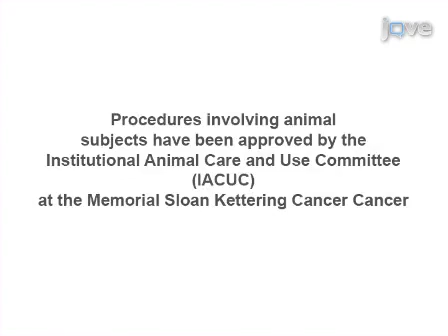 jove
Procedures involving animal
subjects have been approved by the
Institutional Animal Care and Use Committee
(IACUC)
at the Memorial Sloan Kettering Cancer Cancer